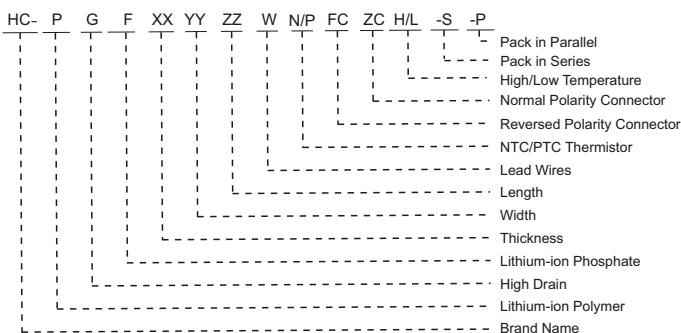 HC- P G F XX YY ZZ W N/P FC ZC H/L -S -P
Pack in Parallel
Pack in Series
High/Low Temperature
Normal Polarity Connector
Reversed Polarity Connector
NTC/PTC Thermistor
Lead Wires
Length
Width
Thickness
Lithium-ion Phosphate
High Drain
Lithium-ion Polymer
Brand Name